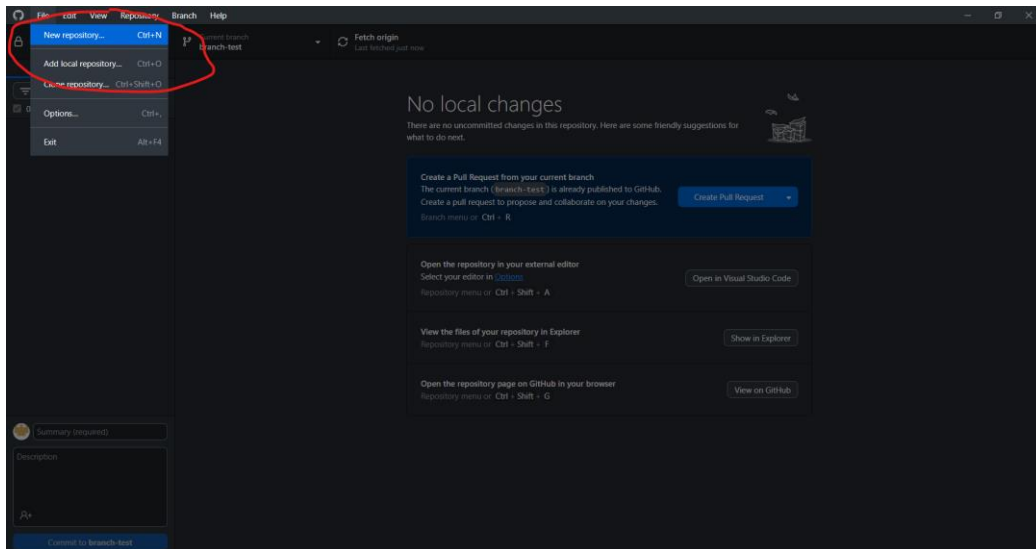 File Edit View Repository Branch Help
New repository... Ctrl+N
Add local repository... Ctrl+O
Clone repository... Ctrl+Shift+O
Options... Ctrl+,
Exit Alt+F4
Current branch
branch-test
Fetch origin
Last fetched just now
No local changes
There are no uncommitted changes in this repository. Here are some friendly suggestions for
what to do next.
Create a Pull Request from your current branch
The current branch (branch-test) is already published to GitHub.
Create a pull request to propose and collaborate on your changes.
Branch menu or Ctrl + R
Create Pull Request
Open the repository in your external editor
Select your editor in Options
Repository menu or Ctrl + Shift + A
Open in Visual Studio Code
View the files of your repository in Explorer
Repository menu or Ctrl + Shift + F
Show in Explorer
Open the repository page on GitHub in your browser
Repository menu or Ctrl + Shift + G
View on GitHub
Summary (required)
Description
Commit to branch-test